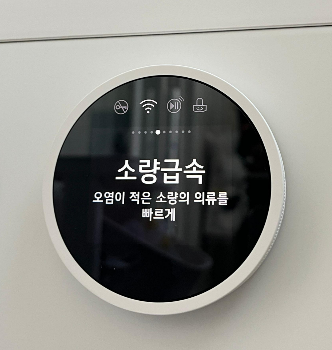 소량급속
오염이 적은 소량의 의류를
빠르게